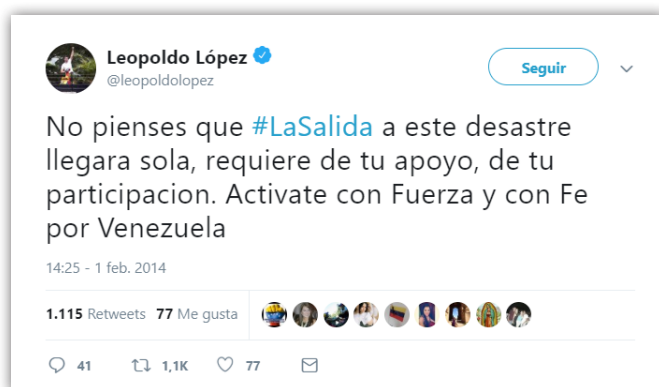 Leopoldo López
@leopoldolopez
Seguir
No pienses que #LaSalida a este desastre
llegara sola, requiere de tu apoyo, de tu
participacion. Activate con Fuerza y con Fe
por Venezuela
14:25 - 1 feb. 2014
1.115 Retweets 77 Me gusta
41 1,1K 77